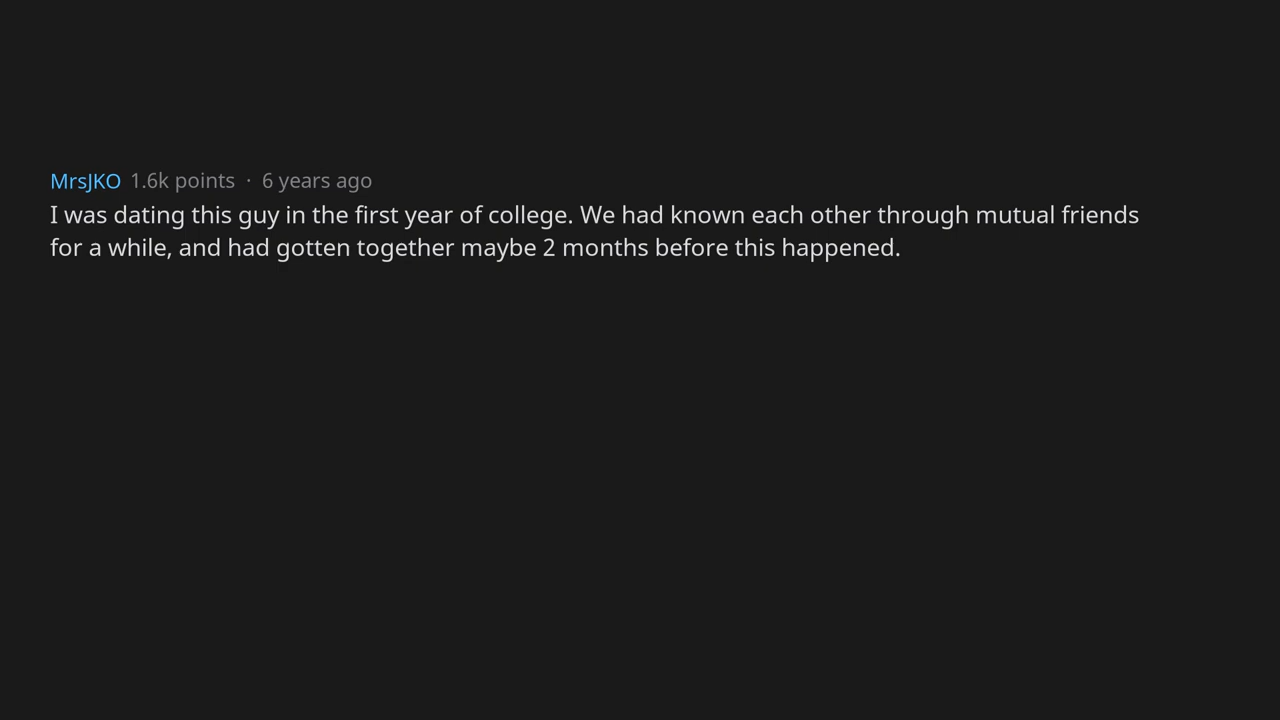 MrsJKO 1.6k points · 6 years ago
I was dating this guy in the first year of college. We had known each other through mutual friends
for a while, and had gotten together maybe 2 months before this happened.